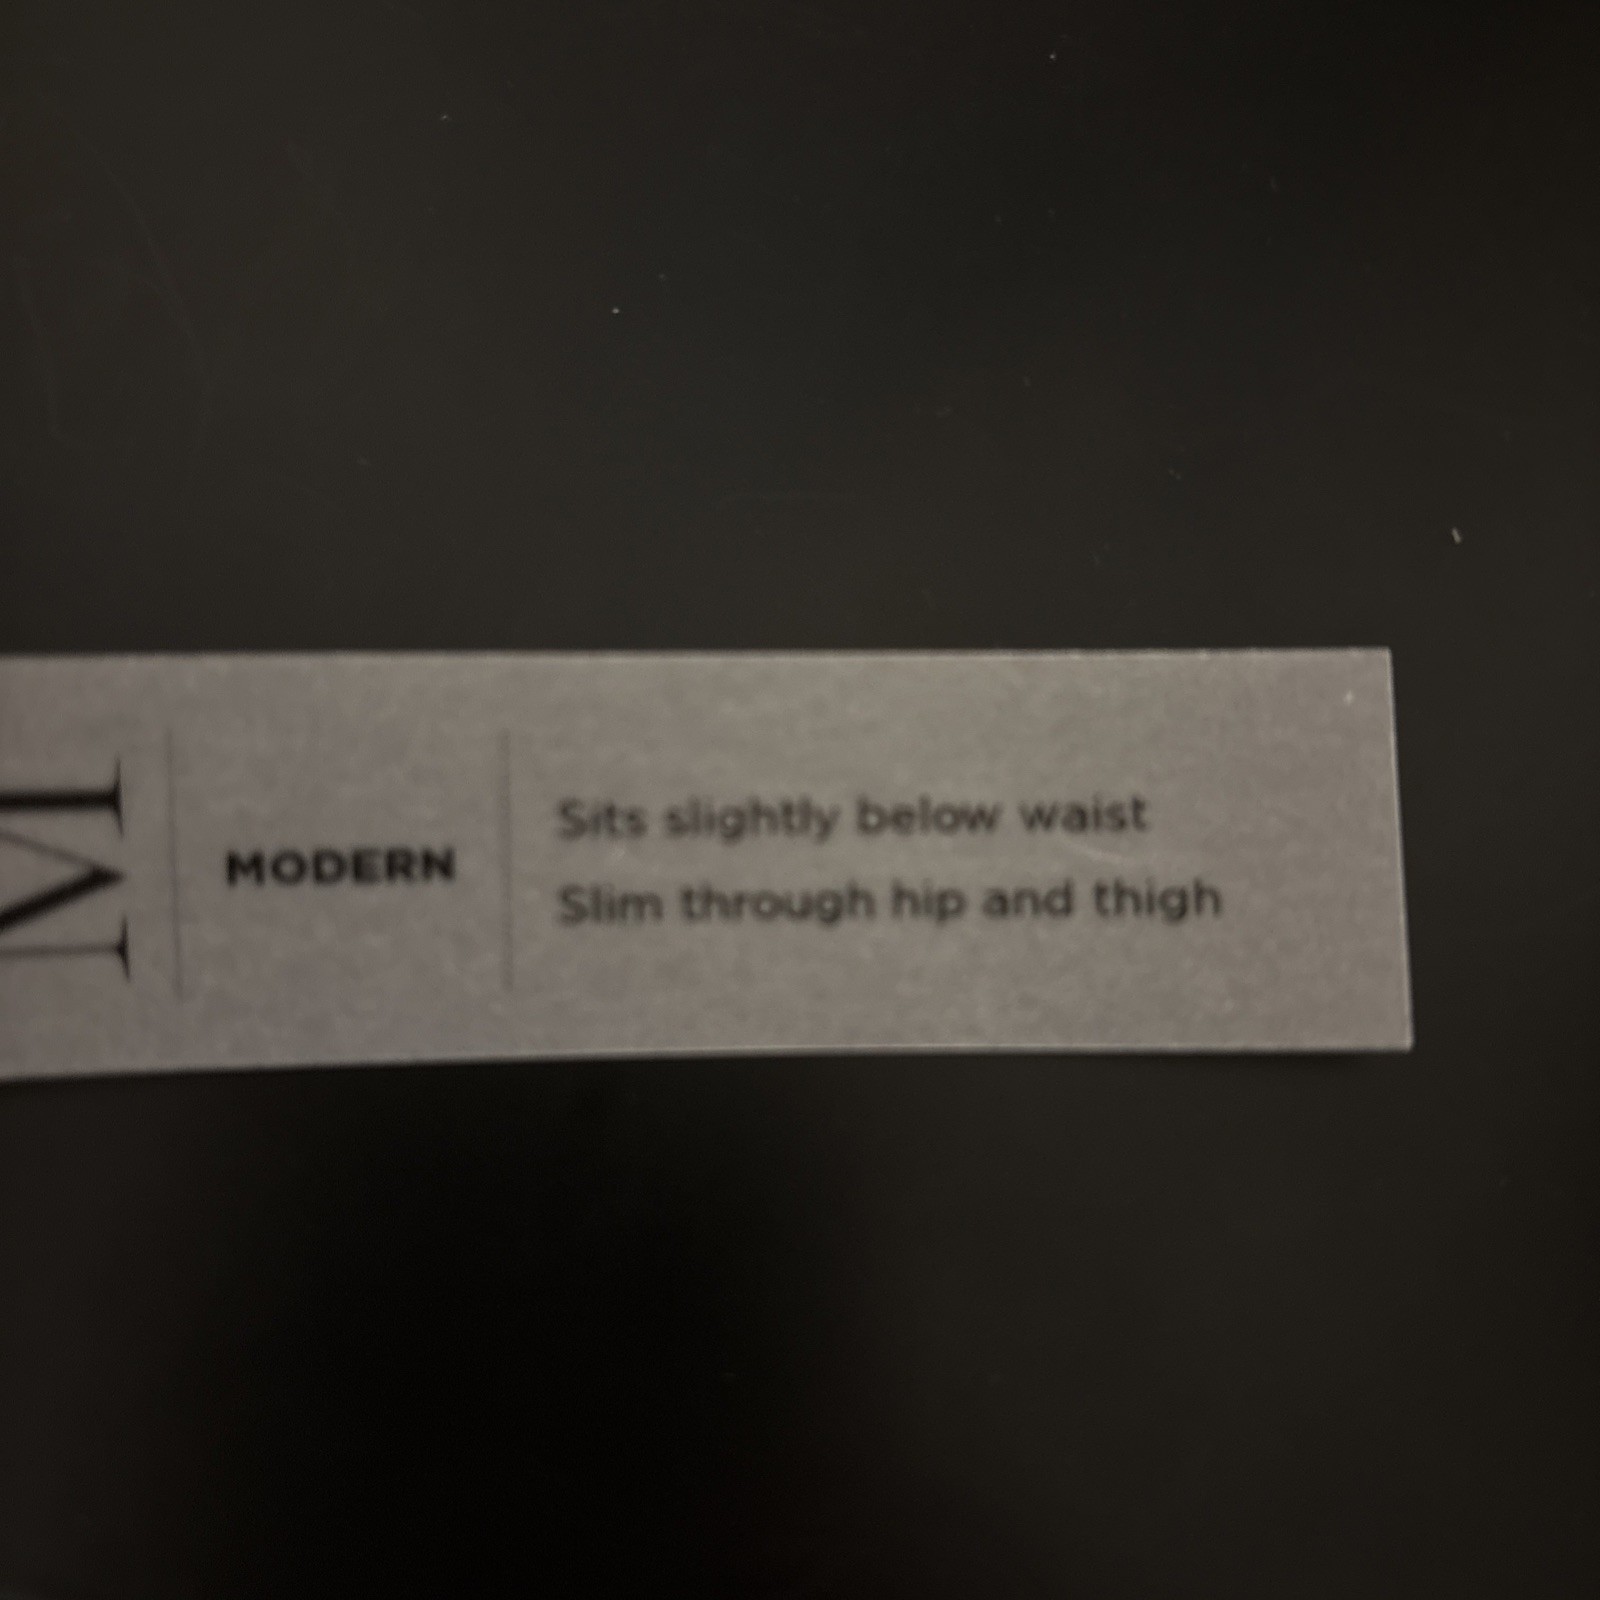 M
MODERN
Sits slightly below waist
Slim through hip and thigh